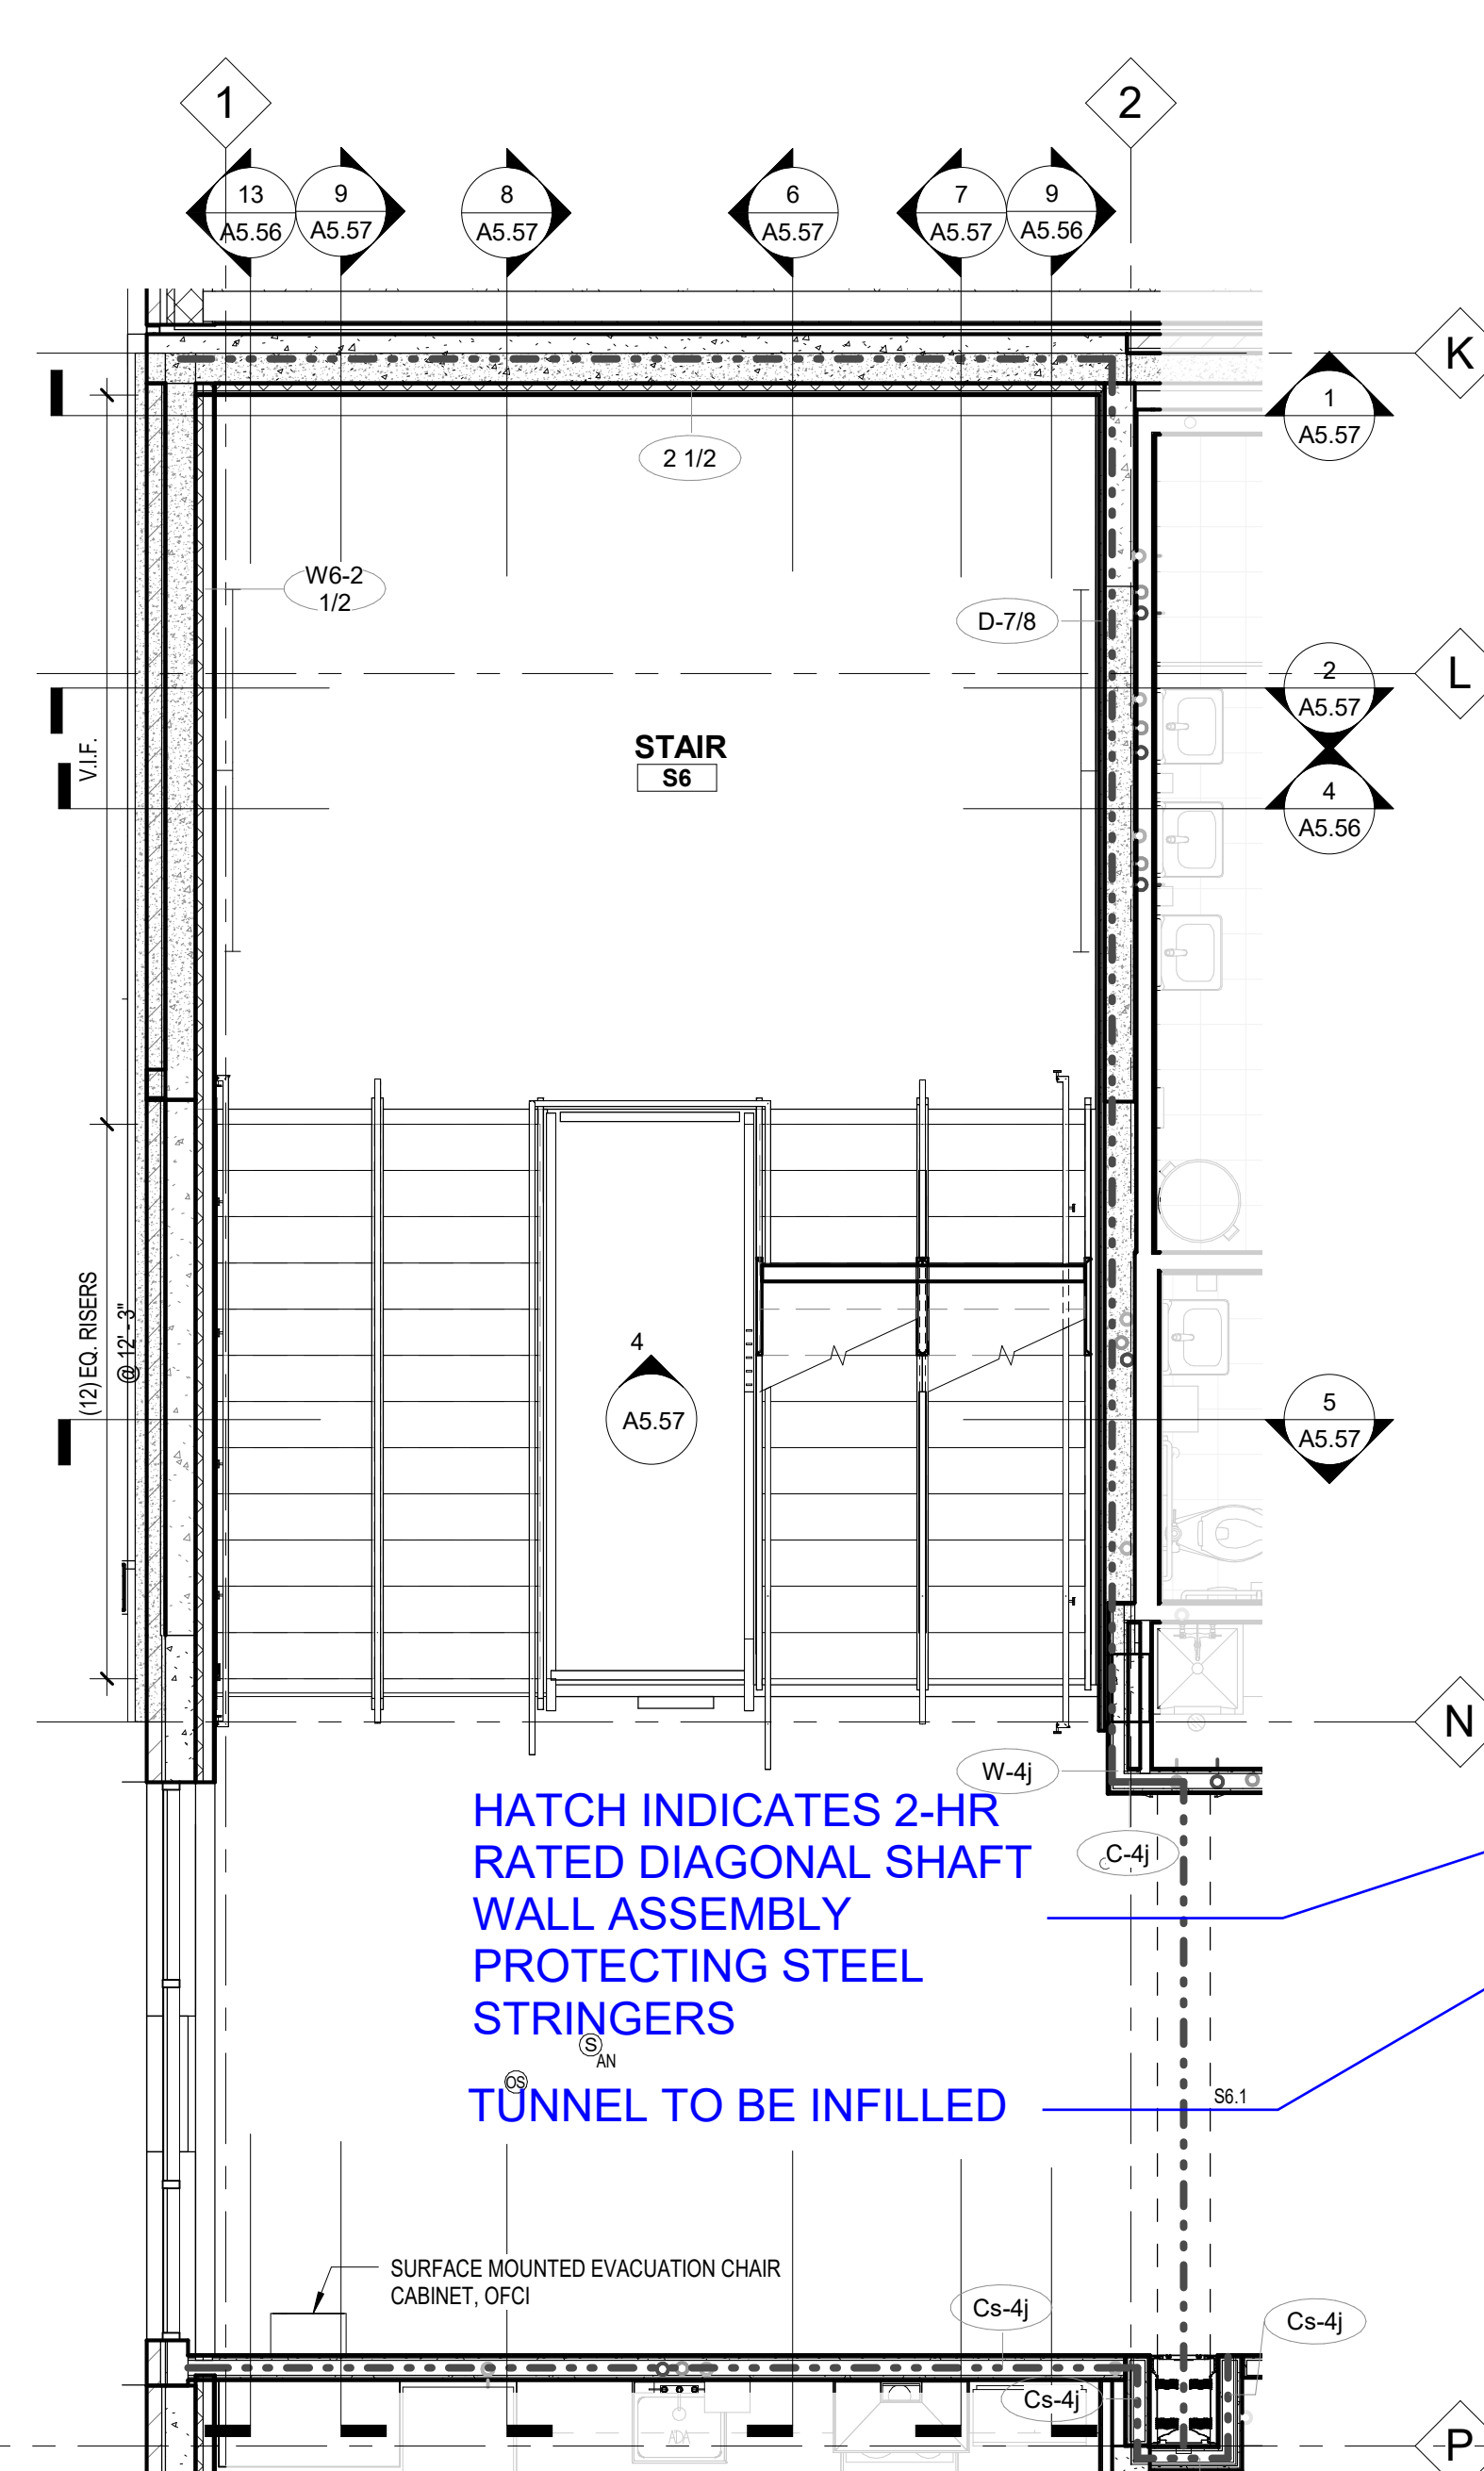 1
2
13
A5.56
9
A5.57
8
A5.57
6
A5.57
7
A5.57
9
A5.56
K
1
A5.57
2 1/2
W6-2
1/2
D-7/8
L
2
A5.57
V.I.F.
STAIR
S6
4
A5.56
(12) EQ. RISERS
@ 12' - 3"
4
A5.57
5
A5.57
N
W-4j
HATCH INDICATES 2-HR
RATED DIAGONAL SHAFT
WALL ASSEMBLY
PROTECTING STEEL
STRINGERS
C-4j
S
AN
OS
TUNNEL TO BE INFILLED
S6.1
SURFACE MOUNTED EVACUATION CHAIR
CABINET, OFCI
Cs-4j
Cs-4j
Cs-4j
ADA
P